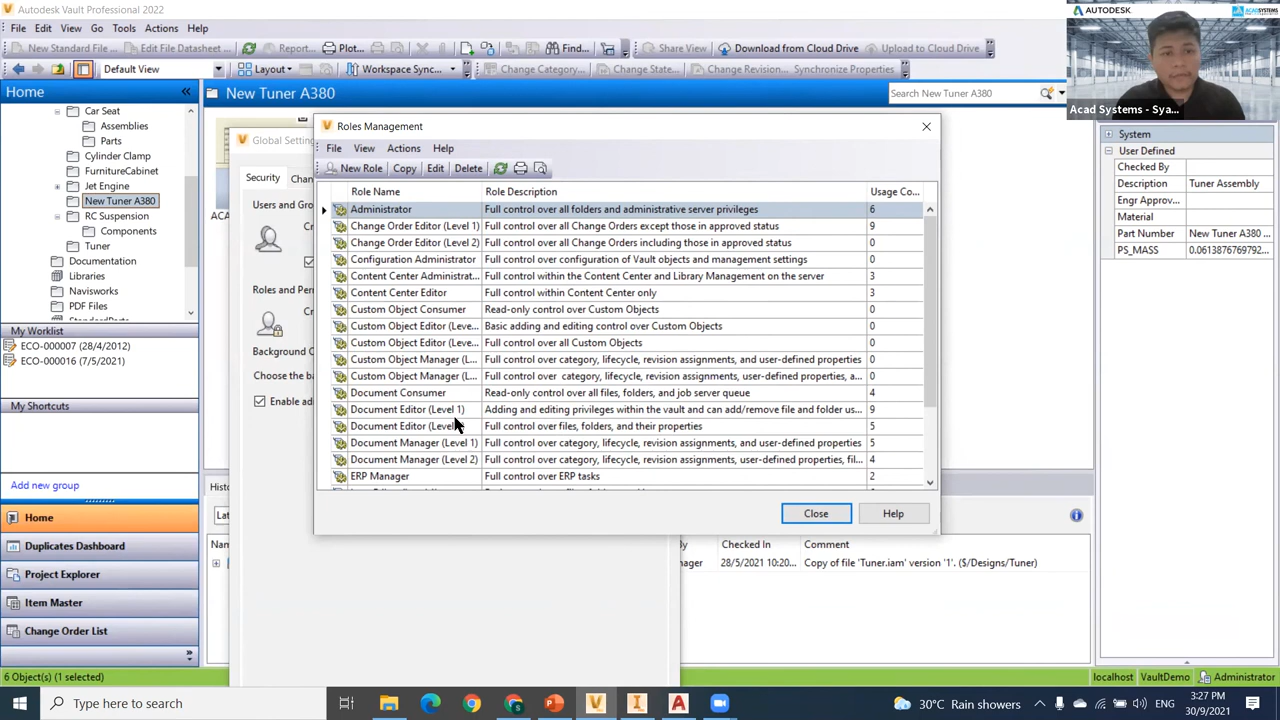 Autodesk Vault Professional 2022
File Edit View Go Tools Actions Help
New Standard Edit File Datasheet... Report... Plot... Find... Share View... Download from Cloud Drive Upload to Cloud Drive
Default View Layout Workspace Sync... Change Category... Change State... Change Revision... Synchronize Properties
AUTODESK
ACADSYSTEMS
Acad Systems - Sya...
Home
New Tuner A380
Search New Tuner A380
Car Seat
Assemblies
Parts
Cylinder Clamp
FurnitureCabinet
Jet Engine
New Tuner A380
RC Suspension
Components
Tuner
Documentation
Libraries
Navisworks
PDF Files
My Worklist
ECO-000007 (28/4/2012)
ECO-000016 (7/5/2021)
My Shortcuts
Add new group
Home
Duplicates Dashboard
Project Explorer
Item Master
Change Order List
Global Setting
Security Chan
Users and Gro
Roles and Per
Background C
Choose the ba
Enable ad
Roles Management
File View Actions Help
New Role Copy Edit Delete
Role Name Role Description Usage Co...
Administrator Full control over all folders and administrative server privileges 6
Change Order Editor (Level 1) Full control over all Change Orders except those in approved status 9
Change Order Editor (Level 2) Full control over all Change Orders including those in approved status 0
Configuration Administrator Full control over configuration of Vault objects and management settings 0
Content Center Administrat... Full control within the Content Center and Library Management on the server 3
Content Center Editor Full control within Content Center only 3
Custom Object Consumer Read-only control over Custom Objects 0
Custom Object Editor (Leve... Basic adding and editing control over Custom Objects 0
Custom Object Editor (Leve... Full control over all Custom Objects 0
Custom Object Manager (L... Full control over category, lifecycle, revision assignments, and user-defined properties 0
Custom Object Manager (L... Full control over category, lifecycle, revision assignments, user-defined properties, a... 0
Document Consumer Read-only control over all files, folders, and job server queue 4
Document Editor (Level 1) Adding and editing privileges within the vault and can add/remove file and folder us... 9
Document Editor (Leve Full control over files, folders, and their properties 5
Document Manager (Level 1) Full control over category, lifecycle, revision assignments, and user-defined properties 5
Document Manager (Level 2) Full control over category, lifecycle, revision assignments, user-defined properties, fil... 4
ERP Manager Full control over ERP tasks 2
Close Help
Histo
Lat
Nam
y Checked In Comment
nager 28/5/2021 10:20... Copy of file 'Tuner.iam' version '1'. ($/Designs/Tuner)
System
User Defined
Checked By
Description Tuner Assembly
Engr Approv...
Material
Part Number New Tuner A380 ...
PS_MASS 0.0613876769792...
6 Object(s) (1 selected)
localhost VaultDemo Administrator
Type here to search
30°C Rain showers
ENG
3:27 PM
30/9/2021